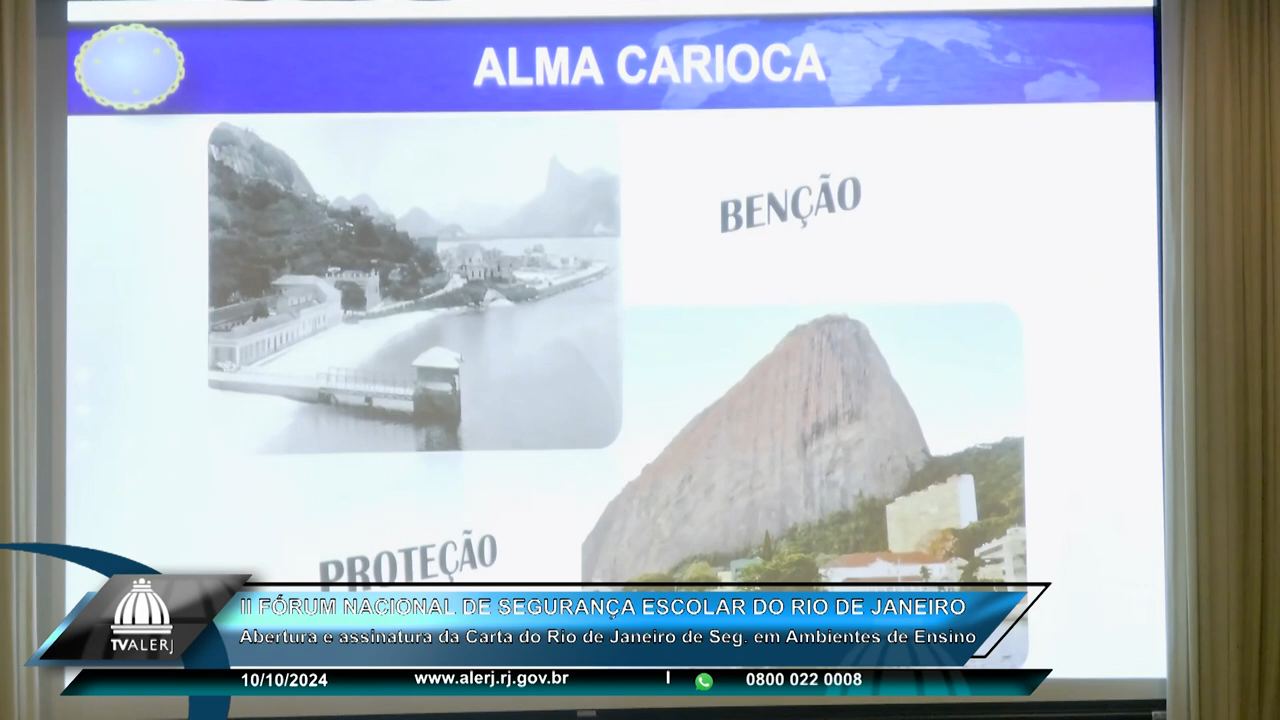 ALMA CARIOCA
BENÇÃO
PROTEÇÃO
II FÓRUM NACIONAL DE SEGURANÇA ESCOLAR DO RIO DE JANEIRO
Abertura e assinatura da Carta do Rio de Janeiro de Seg. em Ambientes de Ensino
TVALERJ
10/10/2024 www.alerj.rj.gov.br I 0800 022 0008